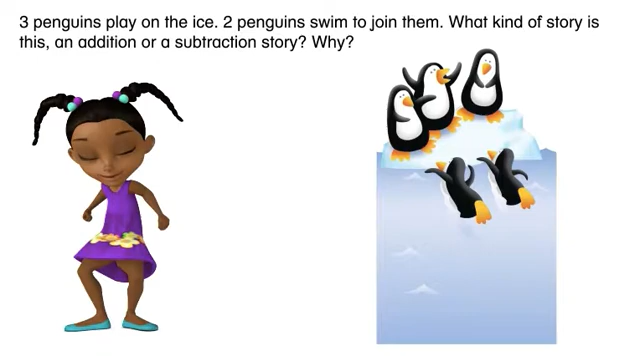 3 penguins play on the ice. 2 penguins swim to join them. What kind of story is
this, an addition or a subtraction story? Why?